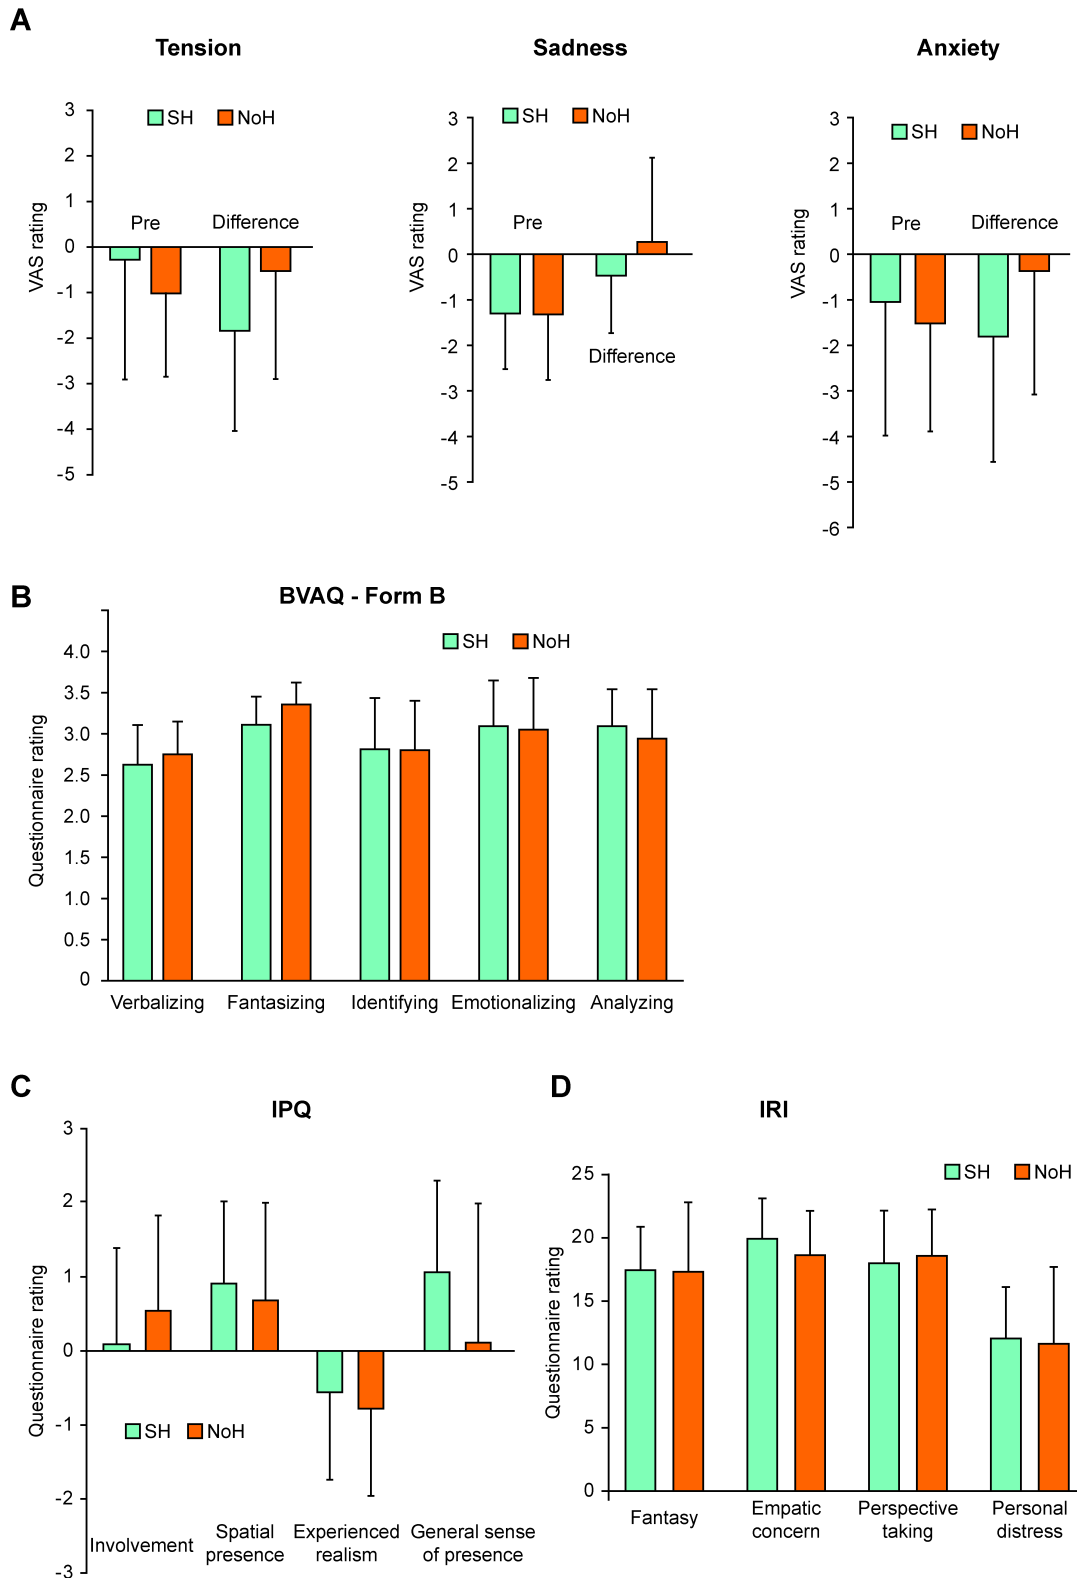 A
Tension
Sadness
Anxiety
SH NoH
SH NoH
SH NoH
VAS rating
3
2
1
0
-1
-2
-3
-4
-5
Pre
Difference
VAS rating
3
2
1
0
-1
-2
-3
-4
-5
Pre
Difference
VAS rating
3
2
1
0
-1
-2
-3
-4
-5
-6
Pre
Difference
B
BVAQ - Form B
SH NoH
Questionnaire rating
4.0
3.5
3.0
2.5
2.0
1.5
1.0
0.5
0
Verbalizing Fantasizing Identifying Emotionalizing Analyzing
C
IPQ
Questionnaire rating
3
2
1
0
-1
-2
-3
SH NoH
Involvement
Spatial
presence
Experienced
realism
General sense
of presence
D
IRI
SH NoH
Questionnaire rating
25
20
15
10
5
0
Fantasy
Empatic
concern
Perspective
taking
Personal
distress